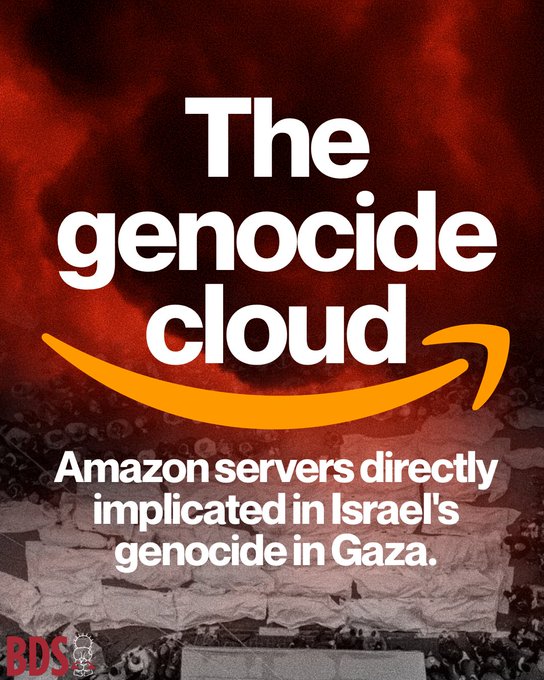 The
genocide
cloud
Amazon servers directly
implicated in Israel's
genocide in Gaza.
BDS